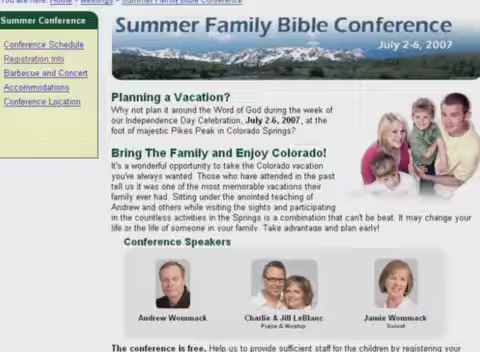 You are here: Home > Meetings > Summer Family Bible Conference
Summer Conference
Conference Schedule
Registration Info
Barbecue and Concert
Accommodations
Conference Location
Summer Family Bible Conference
July 2-6, 2007
Planning a Vacation?
Why not plan it around the Word of God during the week of
our Independence Day Celebration, July 2-6, 2007, at the
foot of majestic Pikes Peak in Colorado Springs?
Bring The Family and Enjoy Colorado!
It's a wonderful opportunity to take the Colorado vacation
you've always wanted. Those who have attended in the past
tell us it was one of the most memorable vacations their
family ever had. Sitting under the anointed teaching of
Andrew and others while visiting the sights and participating
in the countless activities in the Springs is a combination that can't be beat. It may change your
life or the life of someone in your family. Take advantage and plan early!
Conference Speakers
Andrew Wommack
Charlie & Jill LeBlanc
Praise & Worship
Jamie Wommack
The conference is free. Help us to provide sufficient staff for the children by registering your